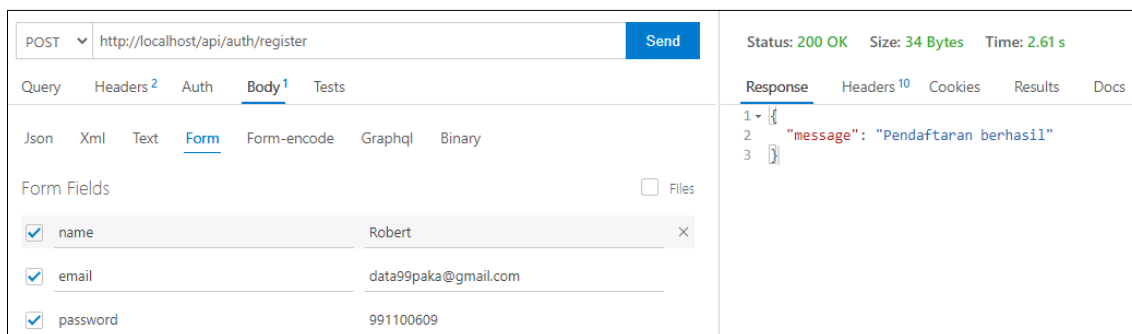 POST http://localhost/api/auth/register Send
Query Headers 2 Auth Body 1 Tests
Json Xml Text Form Form-encode Graphql Binary
Form Fields Files
name Robert
email data99paka@gmail.com
password 991100609
Status: 200 OK Size: 34 Bytes Time: 2.61 s
Response Headers 10 Cookies Results Docs
1 {
2 "message": "Pendaftaran berhasil"
3 }